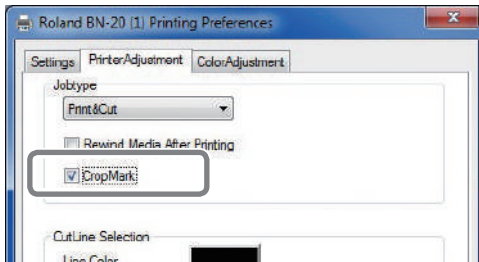 Roland BN-20 (1) Printing Preferences
Settings PrinterAdjustment ColorAdjustment
Jobtype
Print&Cut
Rewind Media After Printing
CropMark
CutLine Selection
Line Color